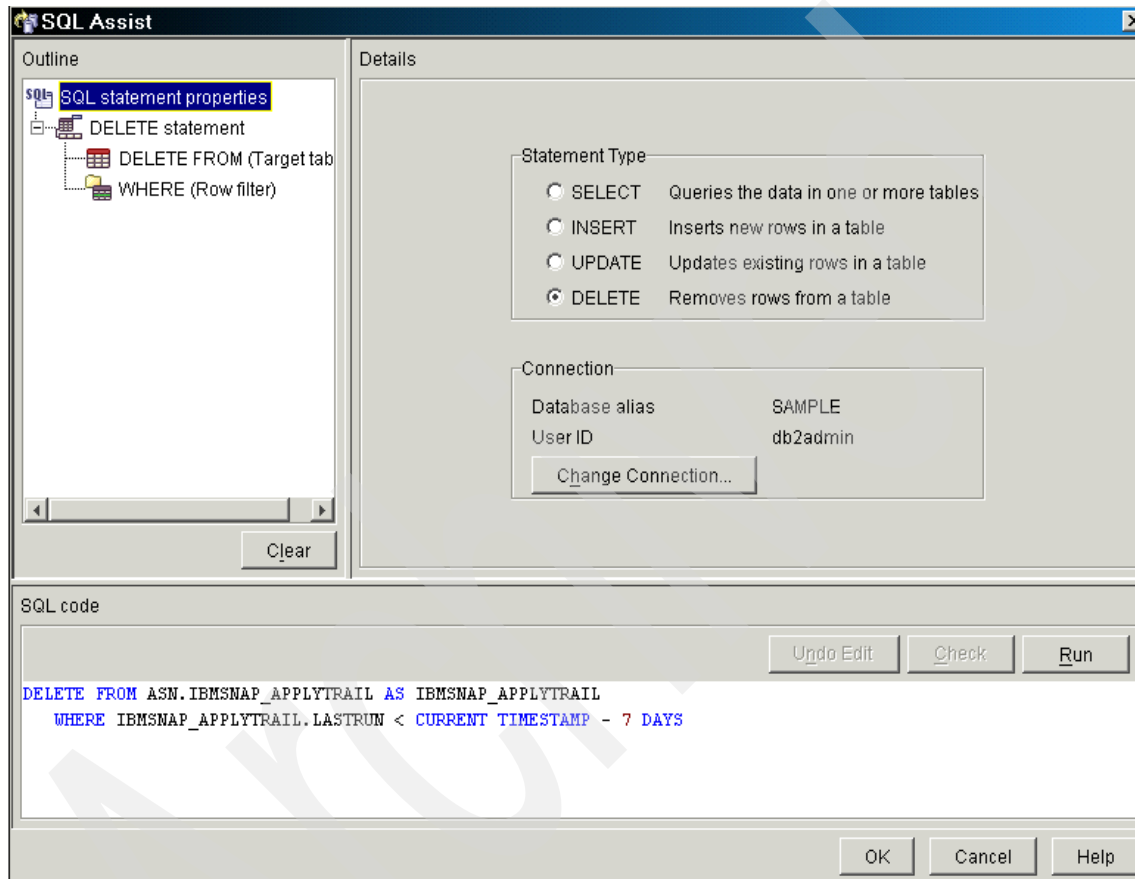 SQL Assist
Outline
SQL statement properties
DELETE statement
DELETE FROM (Target tab
WHERE (Row filter)
Clear
Details
Statement Type
SELECT Queries the data in one or more tables
INSERT Inserts new rows in a table
UPDATE Updates existing rows in a table
DELETE Removes rows from a table
Connection
Database alias SAMPLE
User ID db2admin
Change Connection...
SQL code
Undo Edit Check Run
DELETE FROM ASN.IBMSNAP_APPLYTRAIL AS IBMSNAP_APPLYTRAIL
WHERE IBMSNAP_APPLYTRAIL.LASTRUN < CURRENT TIMESTAMP - 7 DAYS
OK Cancel Help